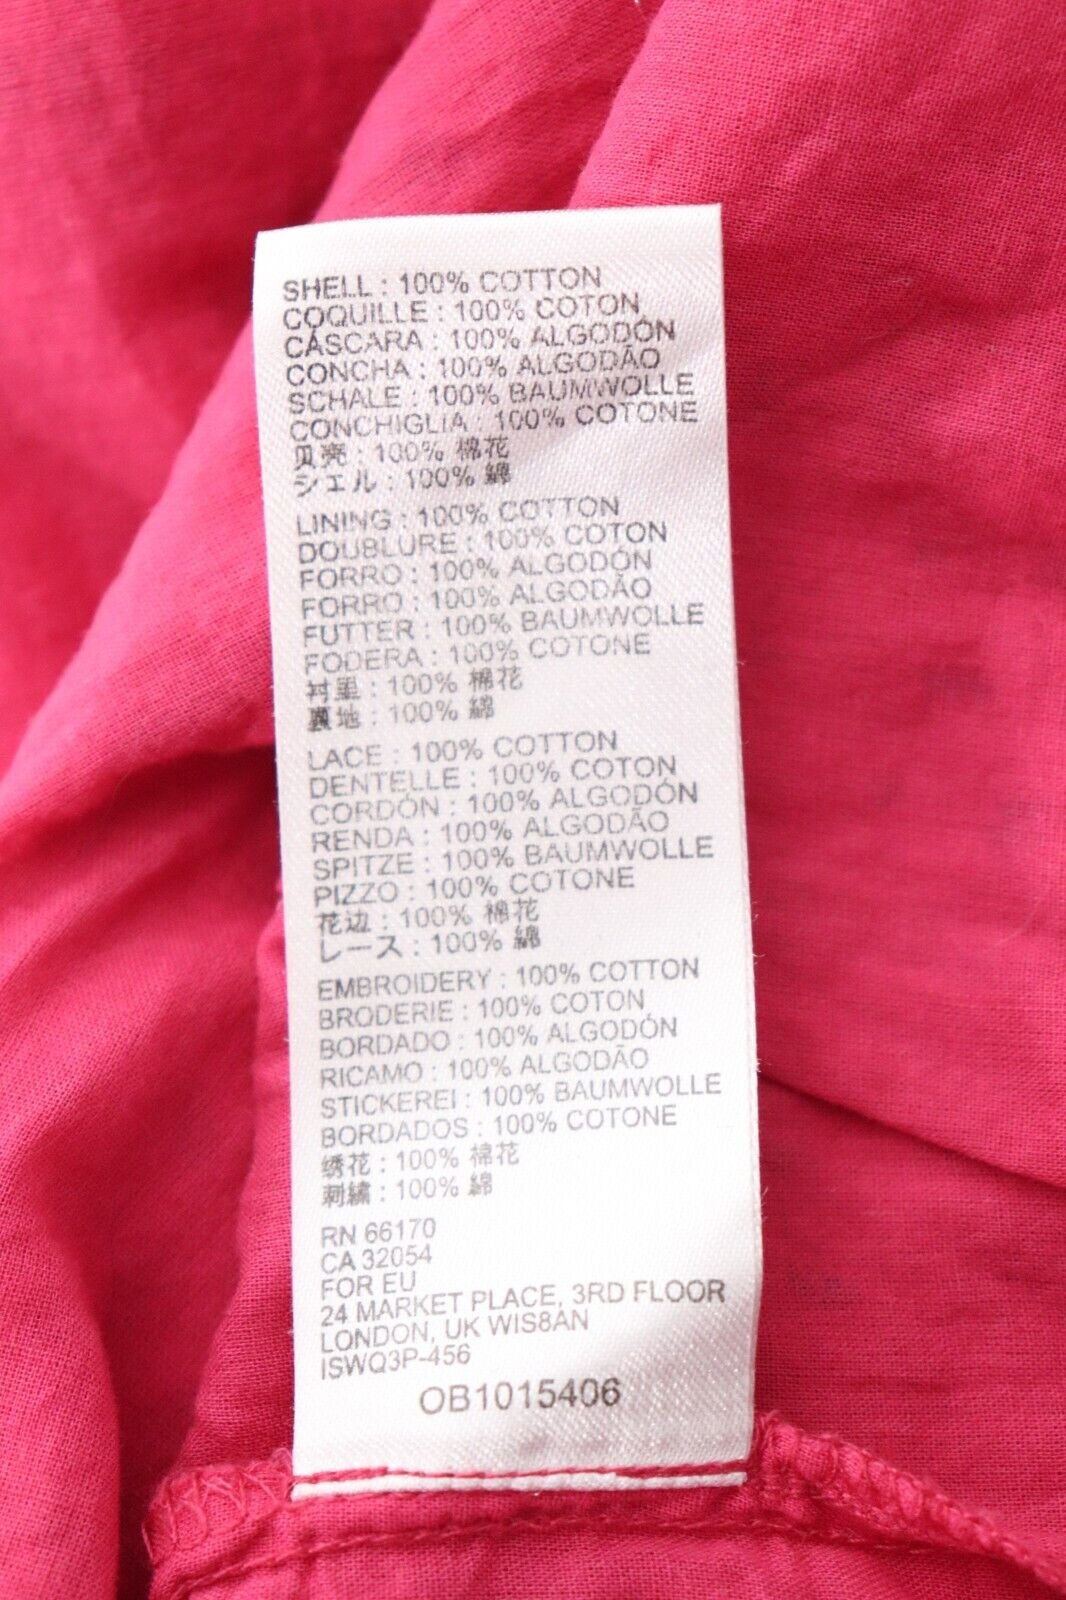 SHELL : 100% COTTON
COQUILLE : 100% COTON
CÁSCARA : 100% ALGODÓN
CONCHA : 100% ALGODÃO
SCHALE : 100% BAUMWOLLE
CONCHIGLIA : 100% COTONE
贝壳 : 100% 棉花
シェル : 100% 綿
LINING : 100% COTTON
DOUBLURE : 100% COTON
FORRO : 100% ALGODÓN
FORRO : 100% ALGODÃO
FUTTER : 100% BAUMWOLLE
FODERA : 100% COTONE
衬里 : 100% 棉花
裏地 : 100% 綿
LACE : 100% COTTON
DENTELLE : 100% COTON
CORDÓN : 100% ALGODÓN
RENDA : 100% ALGODÃO
SPITZE : 100% BAUMWOLLE
PIZZO : 100% COTONE
花边 : 100% 棉花
レース : 100% 綿
EMBROIDERY : 100% COTTON
BRODERIE : 100% COTON
BORDADO : 100% ALGODÓN
RICAMO : 100% ALGODÃO
STICKEREI : 100% BAUMWOLLE
BORDADOS : 100% COTONE
绣花 : 100% 棉花
刺繍 : 100% 綿
RN 66170
CA 32054
FOR EU
24 MARKET PLACE, 3RD FLOOR
LONDON, UK WIS8AN
ISWQ3P-456
OB1015406